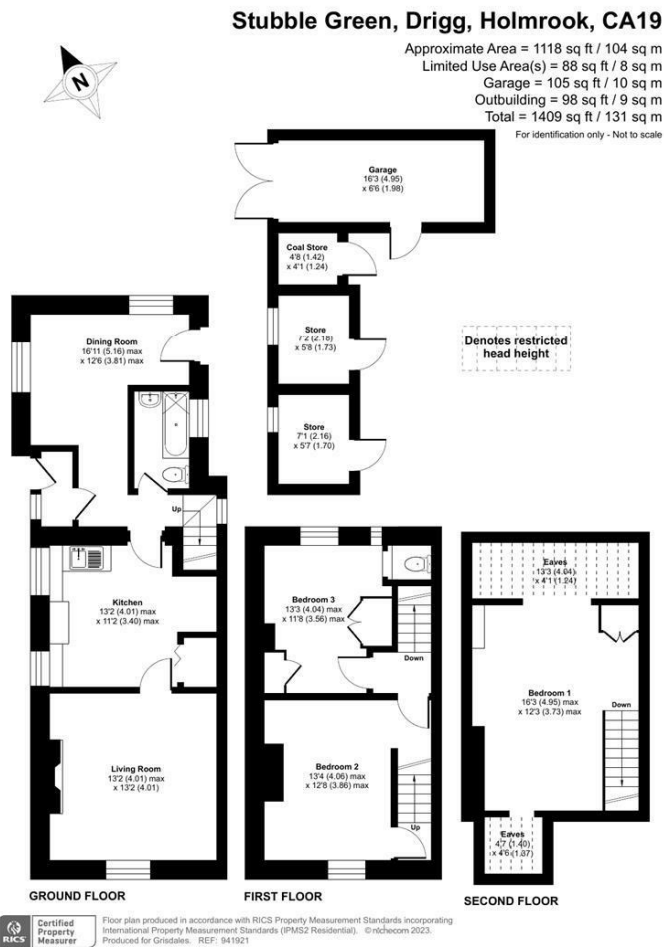 Stubble Green, Drigg, Holmrook, CA19
Approximate Area = 1118 sq ft / 104 sq m
Limited Use Area(s) = 88 sq ft / 8 sq m
Garage = 105 sq ft / 10 sq m
Outbuilding = 98 sq ft / 9 sq m
Total = 1409 sq ft / 131 sq m
For identification only - Not to scale
N
Garage
16'3 (4.95)
x 6'6 (1.98)
Coal Store
4'8 (1.42)
x 4'1 (1.24)
Store
7'2 (2.18)
x 5'8 (1.73)
Store
7'1 (2.16)
x 5'7 (1.70)
Denotes restricted
head height
Dining Room
16'11 (5.16) max
x 12'6 (3.81) max
Up
Kitchen
13'2 (4.01) max
x 11'2 (3.40) max
Living Room
13'2 (4.01) max
x 13'2 (4.01)
GROUND FLOOR
Bedroom 3
13'3 (4.04) max
x 11'8 (3.56) max
Down
Bedroom 2
13'4 (4.06) max
x 12'8 (3.86) max
Up
FIRST FLOOR
Eaves
13'3 (4.04)
x 4'1 (1.24)
Bedroom 1
16'3 (4.95) max
x 12'3 (3.73) max
Down
Eaves
4'7 (1.40)
x 4'6 (1.37)
SECOND FLOOR
RICS
Certified
Property
Measurer
Floor plan produced in accordance with RICS Property Measurement Standards incorporating
International Property Measurement Standards (IPMS2 Residential). © nichecom 2023.
Produced for Grisdales. REF: 941921